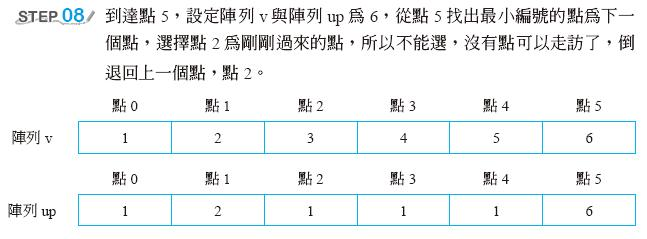 STEP 08 到達點 5，設定陣列 v 與陣列 up 為 6，從點 5 找出最小編號的點為下一
個點，選擇點 2 為剛剛過來的點，所以不能選，沒有點可以走訪了，倒
退回上一個點，點 2。
點 0 點 1 點 2 點 3 點 4 點 5
陣列 v 1 2 3 4 5 6
點 0 點 1 點 2 點 3 點 4 點 5
陣列 up 1 2 1 1 1 6